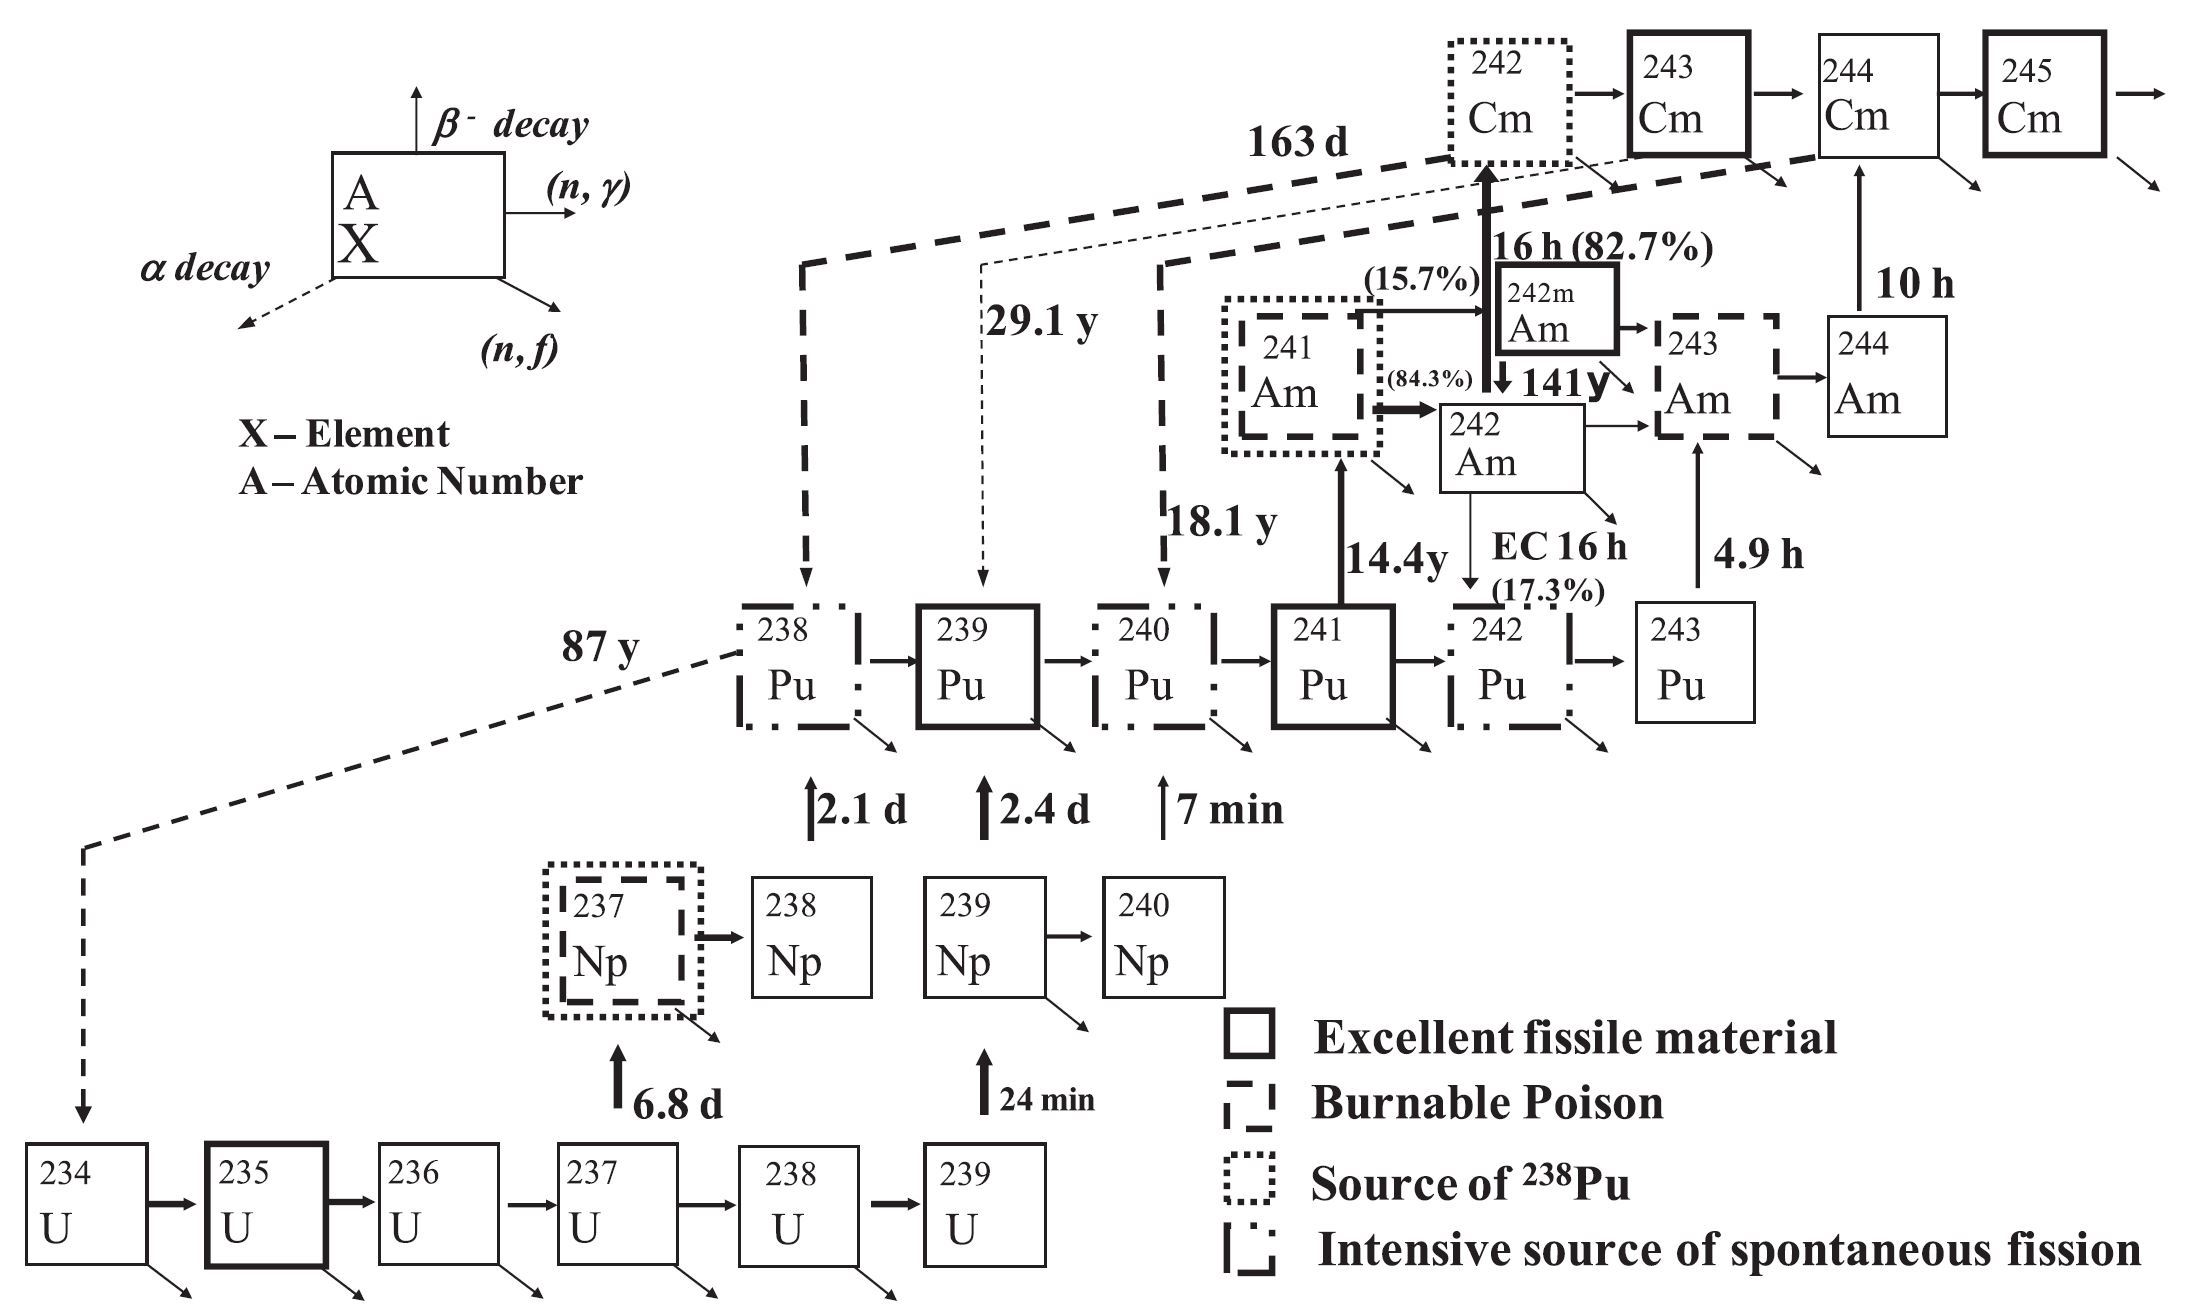 β- decay
A
X
(n, γ)
α decay
(n, f)
X – Element
A – Atomic Number
242
Cm
243
Cm
244
Cm
245
Cm
163 d
29.1 y
18.1 y
16 h (82.7%)
(15.7%)
242m
Am
241
Am
(84.3%)
141y
242
Am
243
Am
244
Am
10 h
14.4y
EC 16 h
(17.3%)
4.9 h
87 y
238
Pu
239
Pu
240
Pu
241
Pu
242
Pu
243
Pu
2.1 d
2.4 d
7 min
237
Np
238
Np
239
Np
240
Np
6.8 d
24 min
234
U
235
U
236
U
237
U
238
U
239
U
Excellent fissile material
Burnable Poison
Source of 238Pu
Intensive source of spontaneous fission